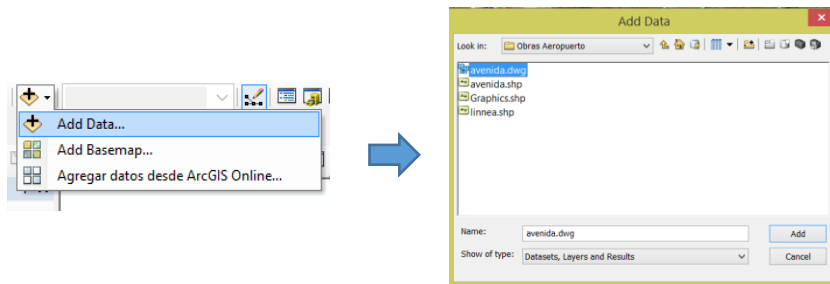 Add Data...
Add Basemap...
Agregar datos desde ArcGIS Online...
Add Data
Look in: Obras Aeropuerto
avenida.dwg
avenida.shp
Graphics.shp
linnea.shp
Name: avenida.dwg Add
Show of type: Datasets, Layers and Results Cancel